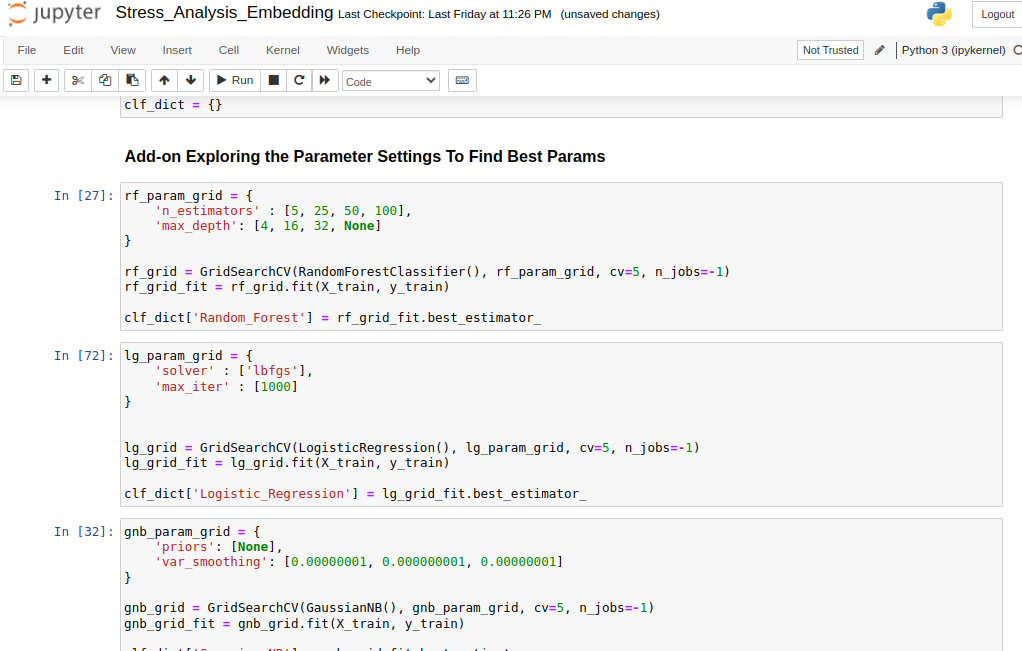 jupyter Stress_Analysis_Embedding Last Checkpoint: Last Friday at 11:26 PM (unsaved changes) Logout
File Edit View Insert Cell Kernel Widgets Help Not Trusted Python 3 (ipykernel)
Run Code
clf_dict = {}
Add-on Exploring the Parameter Settings To Find Best Params
In [27]: rf_param_grid = {
'n_estimators' : [5, 25, 50, 100],
'max_depth': [4, 16, 32, None]
}
rf_grid = GridSearchCV(RandomForestClassifier(), rf_param_grid, cv=5, n_jobs=-1)
rf_grid_fit = rf_grid.fit(X_train, y_train)
clf_dict['Random_Forest'] = rf_grid_fit.best_estimator_
In [72]: lg_param_grid = {
'solver' : ['lbfgs'],
'max_iter' : [1000]
}
lg_grid = GridSearchCV(LogisticRegression(), lg_param_grid, cv=5, n_jobs=-1)
lg_grid_fit = lg_grid.fit(X_train, y_train)
clf_dict['Logistic_Regression'] = lg_grid_fit.best_estimator_
In [32]: gnb_param_grid = {
'priors': [None],
'var_smoothing': [0.00000001, 0.000000001, 0.00000001]
}
gnb_grid = GridSearchCV(GaussianNB(), gnb_param_grid, cv=5, n_jobs=-1)
gnb_grid_fit = gnb_grid.fit(X_train, y_train)